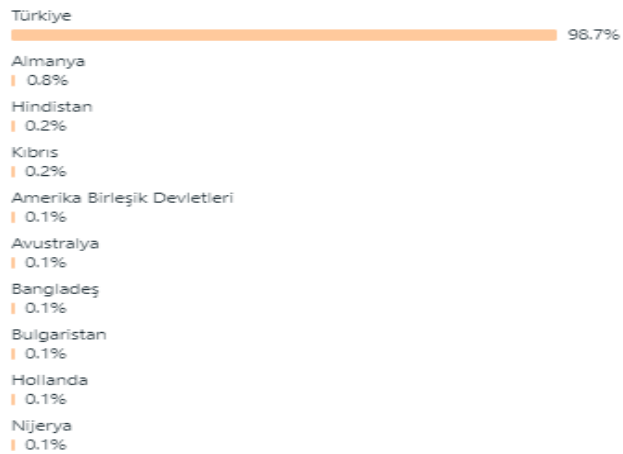 Türkiye
98.7%
Almanya
0.8%
Hindistan
0.2%
Kıbrıs
0.2%
Amerika Birleşik Devletleri
0.1%
Avustralya
0.1%
Bangladeş
0.1%
Bulgaristan
0.1%
Hollanda
0.1%
Nijerya
0.1%